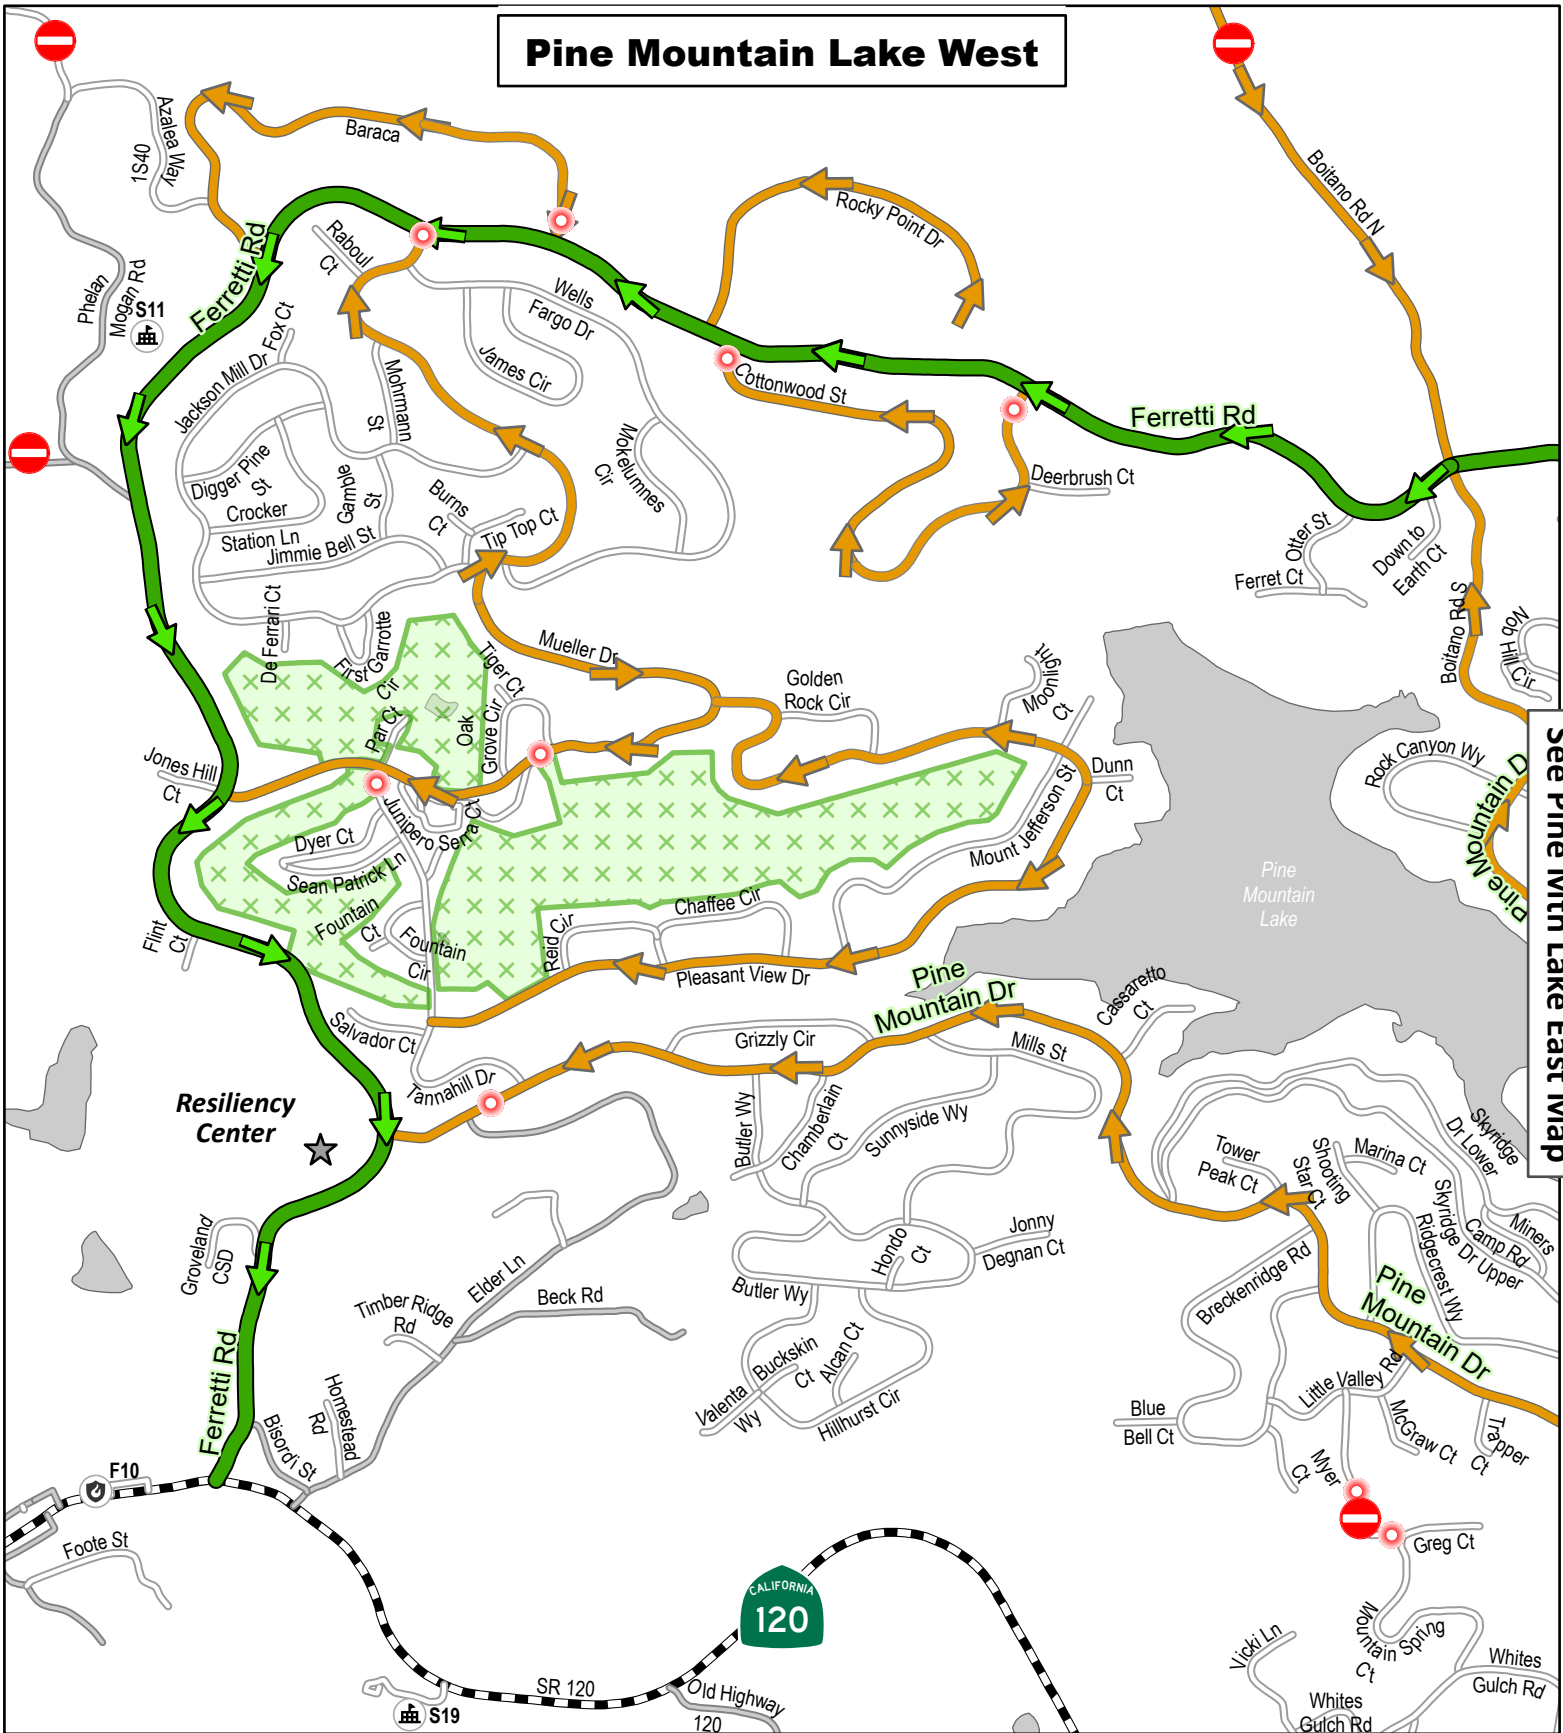 Pine Mountain Lake West
Azalea Way
1S40
Baraca
Rocky Point Dr
Boitano Rd N
Phelan
Mogan Rd
S11
Ferretti Rd
Raboul
Ct
Wells
Fargo Dr
James Cir
Fox Ct
Jackson Mill Dr
Mohrmann
St
Cottonwood St
Ferretti Rd
Mokelumnes
Cir
Deerbrush Ct
Digger Pine
St
Crocker
Station Ln
Gamble
St
Burns
Ct
Tip Top Ct
Jimmie Bell St
Otter St
Ferret Ct
Down to
Earth Ct
De Ferrari Ct
First Garrotte
Cir
Mueller Dr
Tiger Ct
Boitano Rd S
Nob Hill Cir
Par Ct
Oak
Grove Cir
Golden
Rock Cir
Moonlight
Ct
Jones Hill
Ct
Dunn
Ct
Rock Canyon Wy
Pine Mountain D
See Pine Mtn Lake East Map
Junipero Serra Ct
Dyer Ct
Sean Patrick Ln
Mount Jefferson St
Pine
Mountain
Lake
Pine
Flint
Ct
Fountain
Ct
Fountain
Cir
Reid Cir
Chaffee Cir
Pleasant View Dr
Pine
Mountain Dr
Cassaretto
Ct
Salvador Ct
Grizzly Cir
Mills St
Tannahill Dr
Resiliency
Center
Butler Wy
Chamberlain
Ct
Sunnyside Wy
Tower
Peak Ct
Shooting
Star Ct
Marina Ct
Skyridge
Dr Lower
Skyridge Dr Upper
Miners
Camp Rd
Ridgecrest Wy
Groveland
CSD
Elder Ln
Timber Ridge
Rd
Beck Rd
Hondo
Ct
Jonny
Degnan Ct
Butler Wy
Breckenridge Rd
Pine
Mountain Dr
Buckskin
Ct
Alcan Ct
Valenta
Wy
Hillhurst Cir
Little Valley Rd
Ferretti Rd
Homestead
Rd
Bisordi St
Blue
Bell Ct
McGraw Ct
Trapper
Ct
Myer
Ct
F10
Foote St
Greg Ct
CALIFORNIA
120
Mountain Spring
Ct
Vicki Ln
Whites
Gulch Rd
Whites
Gulch Rd
SR 120
Old Highway
120
S19